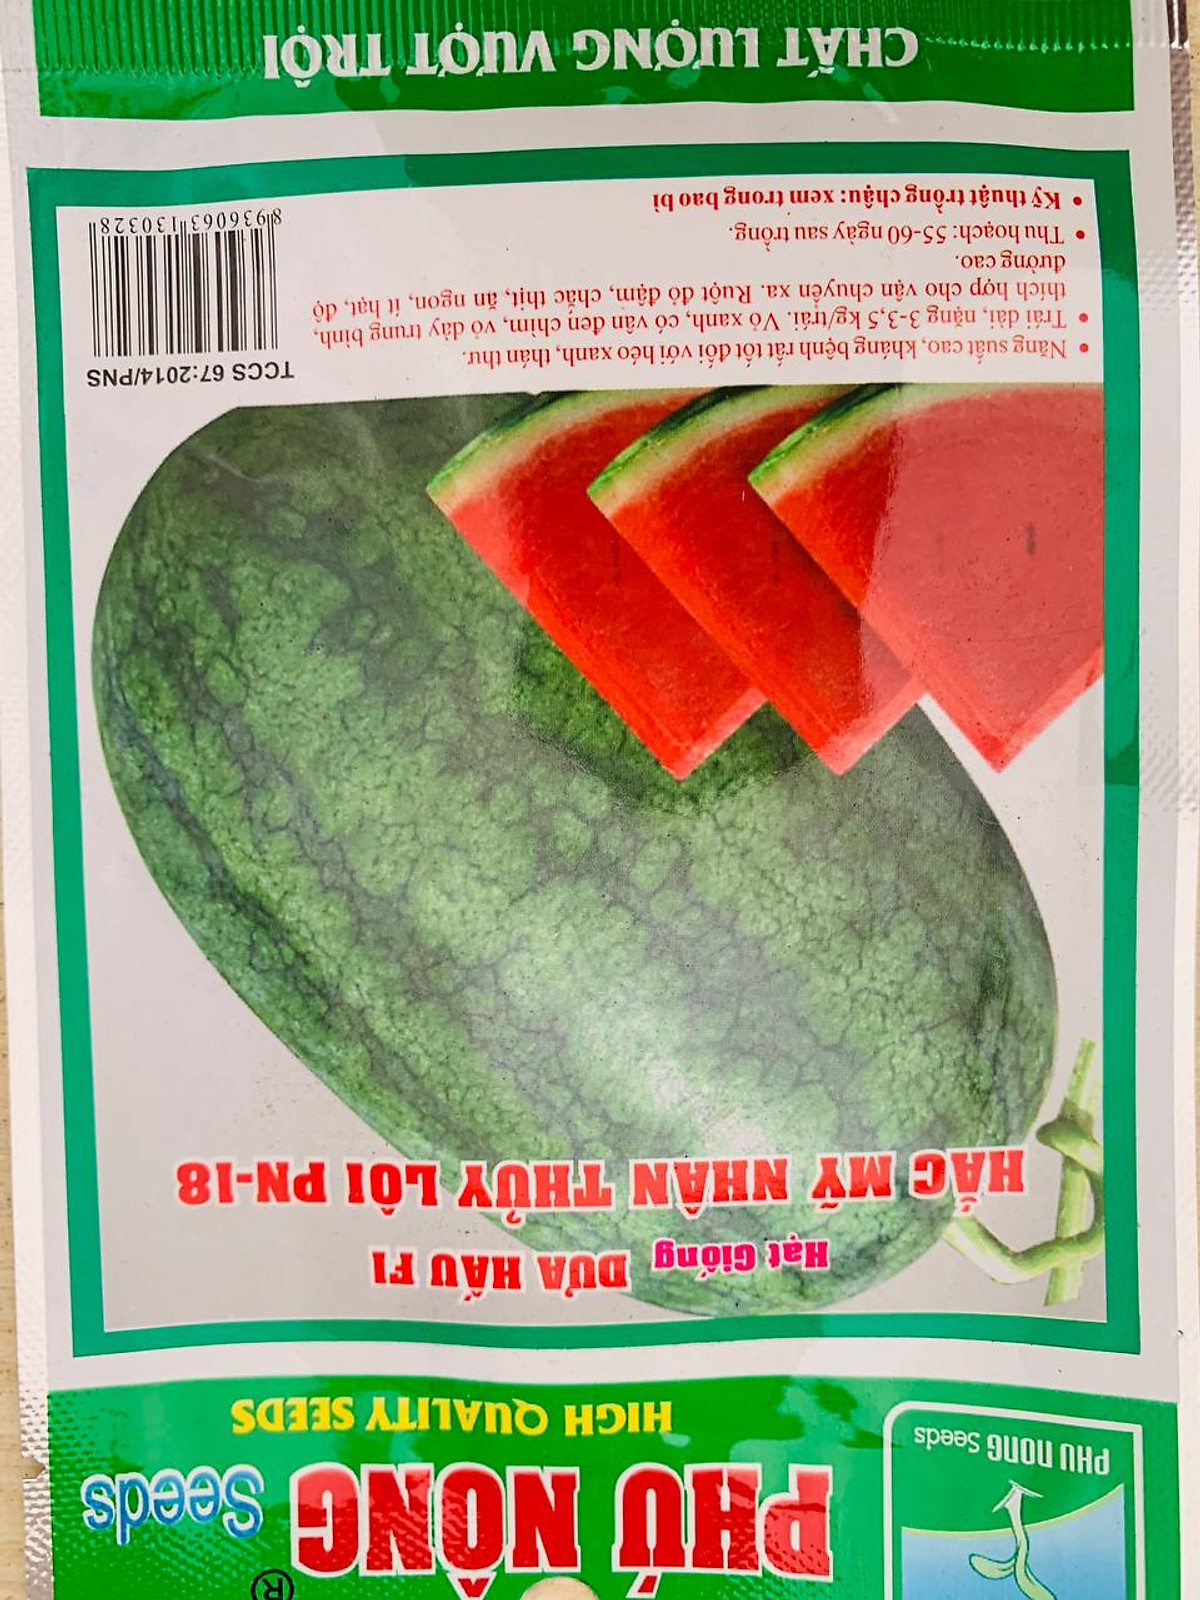 PHU NONG Seeds
PHÚ NÔNG ® Seeds
HIGH QUALITY SEEDS
Hạt Giống DƯA HẤU F1
HẮC MỸ NHÂN THỦY LÔI PN-18
TCCS 67:2014/PNS
• Năng suất cao, kháng bệnh rất tốt đối với héo xanh, thán thư.
• Trái dài, nặng 3-3,5 kg/trái. Vỏ xanh, có vân đen chìm, vỏ dày trung bình,
thích hợp cho vận chuyển xa. Ruột đỏ đậm, chắc thịt, ăn ngon, ít hạt, độ
đường cao.
• Thu hoạch: 55-60 ngày sau trồng.
• Kỹ thuật trồng chậu: xem trong bao bì
8 936063 130328
CHẤT LƯỢNG VƯỢT TRỘI